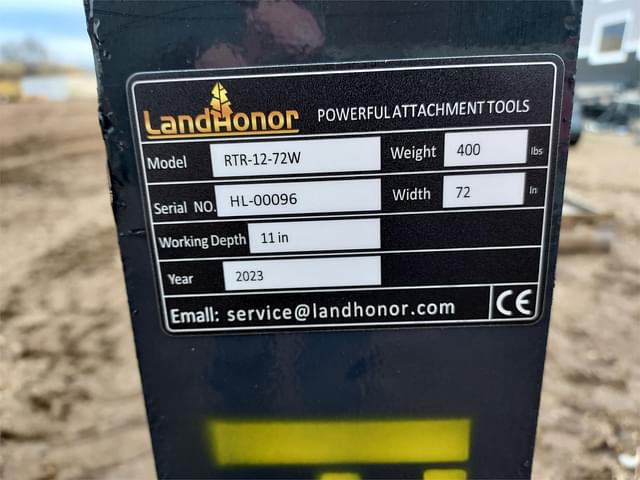 LandHonor POWERFUL ATTACHMENT TOOLS
Model RTR-12-72W Weight 400 lbs
Serial NO. HL-00096 Width 72 In
Working Depth 11 in
Year 2023
Email: service@landhonor.com CE